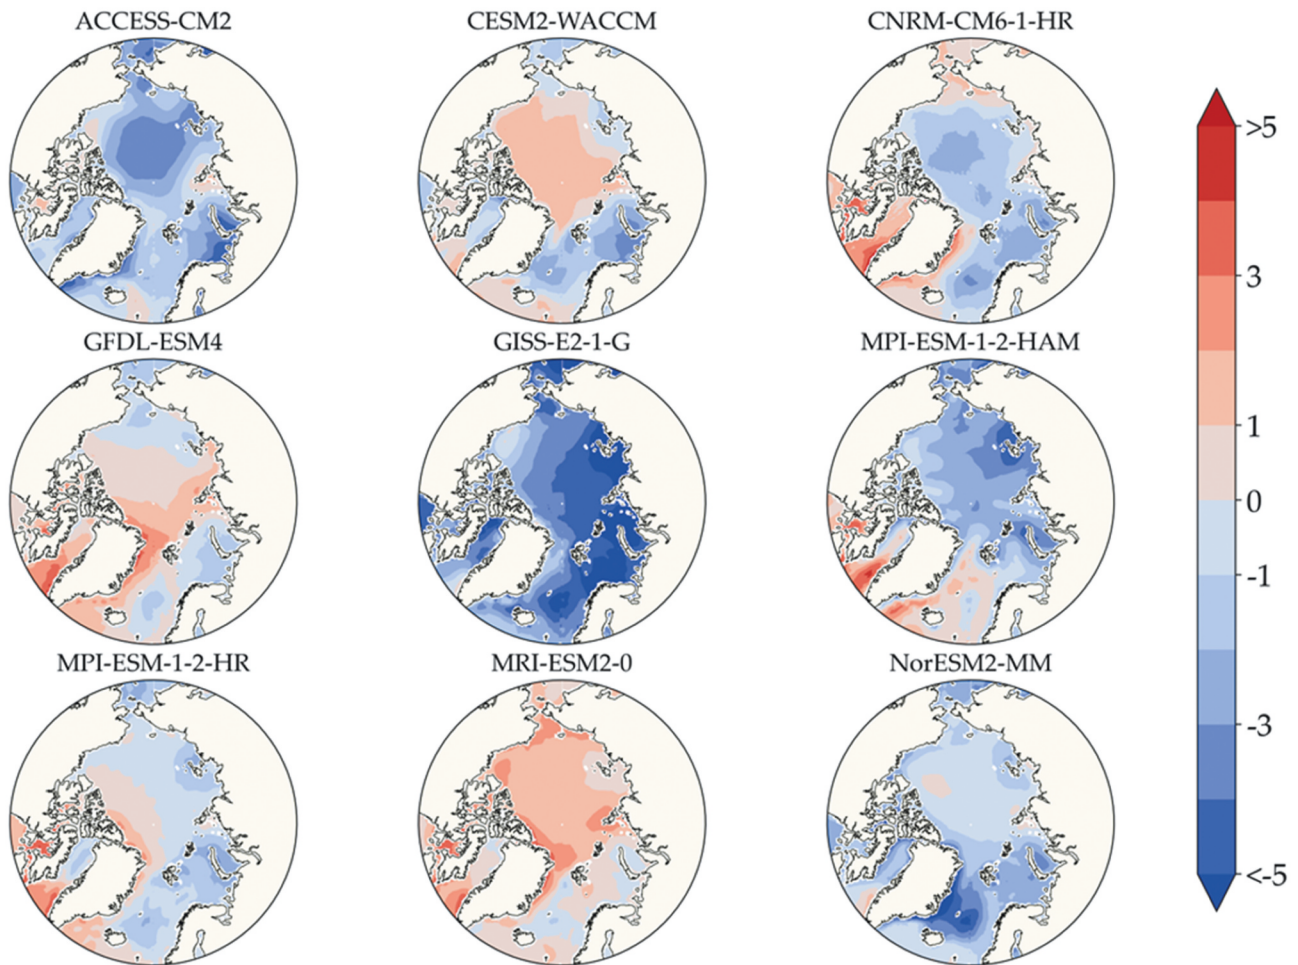 ACCESS-CM2
CESM2-WACCM
CNRM-CM6-1-HR
GFDL-ESM4
GISS-E2-1-G
MPI-ESM-1-2-HAM
MPI-ESM-1-2-HR
MRI-ESM2-0
NorESM2-MM
>5
3
1
0
-1
-3
<-5